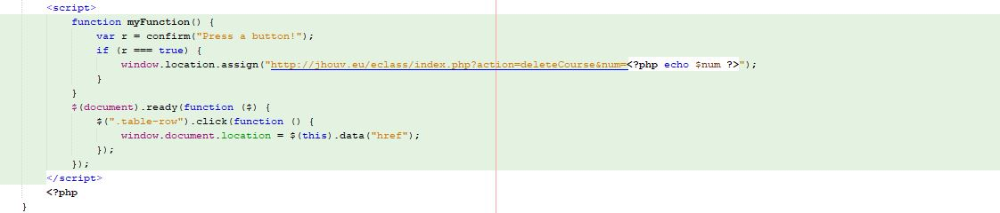 <script>
function myFunction() {
var r = confirm("Press a button!");
if (r === true) {
window.location.assign("http://jhouv.eu/eclass/index.php?action=deleteCourse&num=<?php echo $num ?>");
}
}
$(document).ready(function ($) {
$(".table-row").click(function () {
window.document.location = $(this).data("href");
});
});
</script>
<?php
}